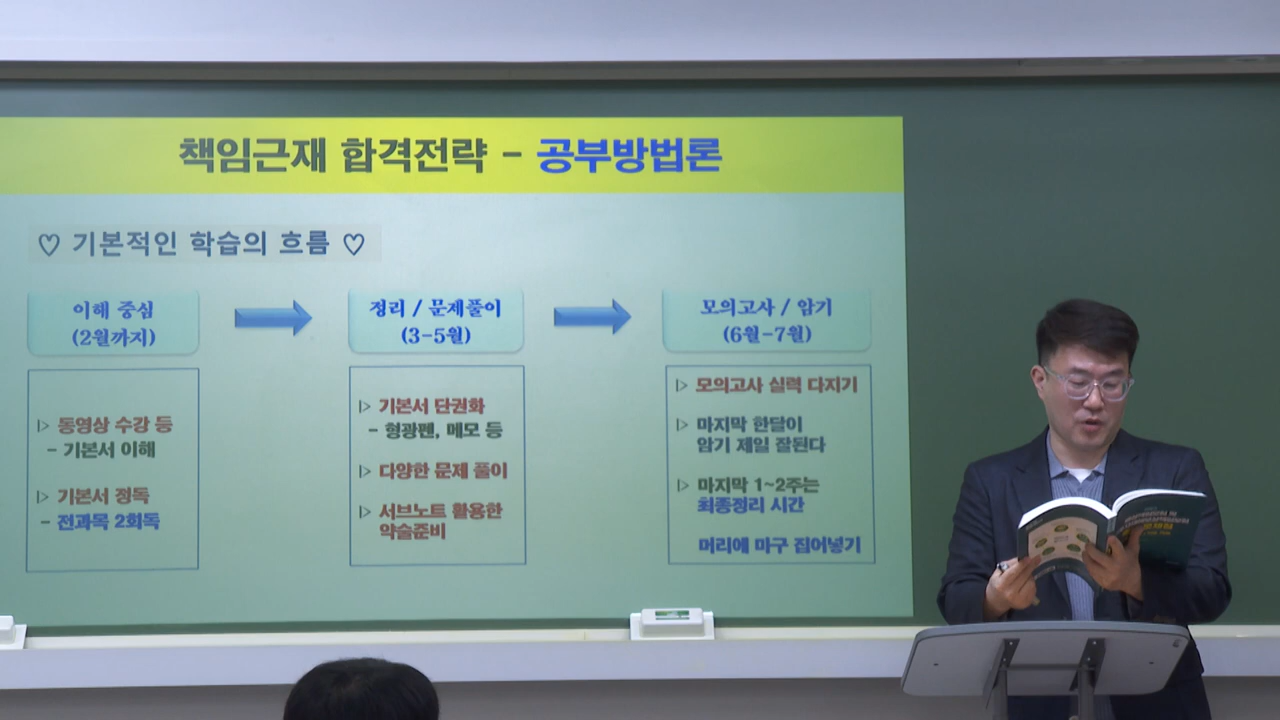 책임근재 합격전략 - 공부방법론
♡ 기본적인 학습의 흐름 ♡
이해 중심
(2월까지)
▷ 동영상 수강 등
- 기본서 이해
▷ 기본서 정독
- 전과목 2회독
정리 / 문제풀이
(3-5월)
▷ 기본서 단권화
- 형광펜, 메모 등
▷ 다양한 문제 풀이
▷ 서브노트 활용한
약술준비
모의고사 / 암기
(6월-7월)
▷ 모의고사 실력 다지기
▷ 마지막 한달이
암기 제일 잘된다
▷ 마지막 1~2주는
최종정리 시간
머리에 마구 집어넣기